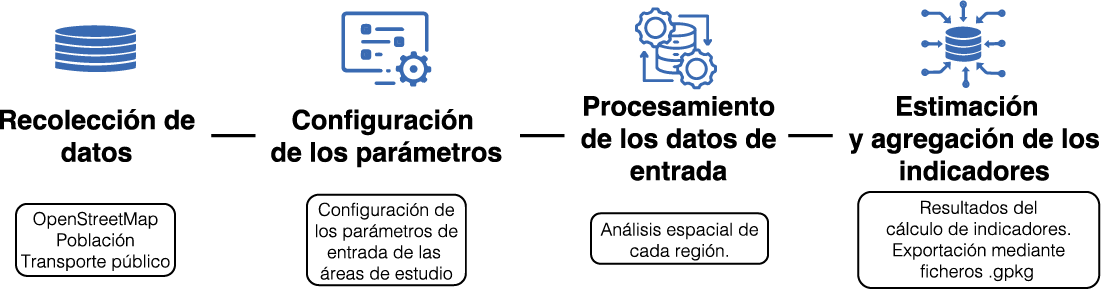 Recolección de
datos
OpenStreetMap
Población
Transporte público
Configuración
de los parámetros
Configuración de
los parámetros de
entrada de las
áreas de estudio
Procesamiento
de los datos de
entrada
Análisis espacial de
cada región.
Estimación
y agregación de los
indicadores
Resultados del
cálculo de indicadores.
Exportación mediante
ficheros .gpkg